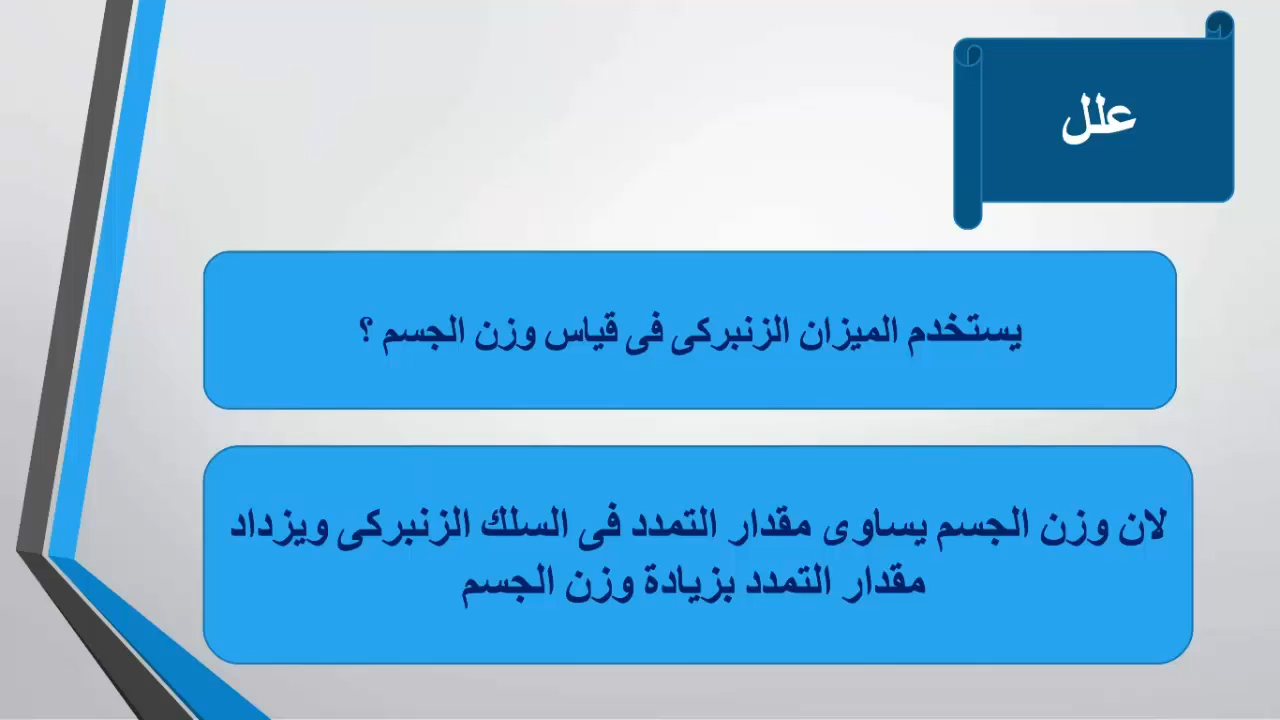 علل
يستخدم الميزان الزنبركى فى قياس وزن الجسم ؟
لان وزن الجسم يساوى مقدار التمدد فى السلك الزنبركى ويزداد
مقدار التمدد بزيادة وزن الجسم